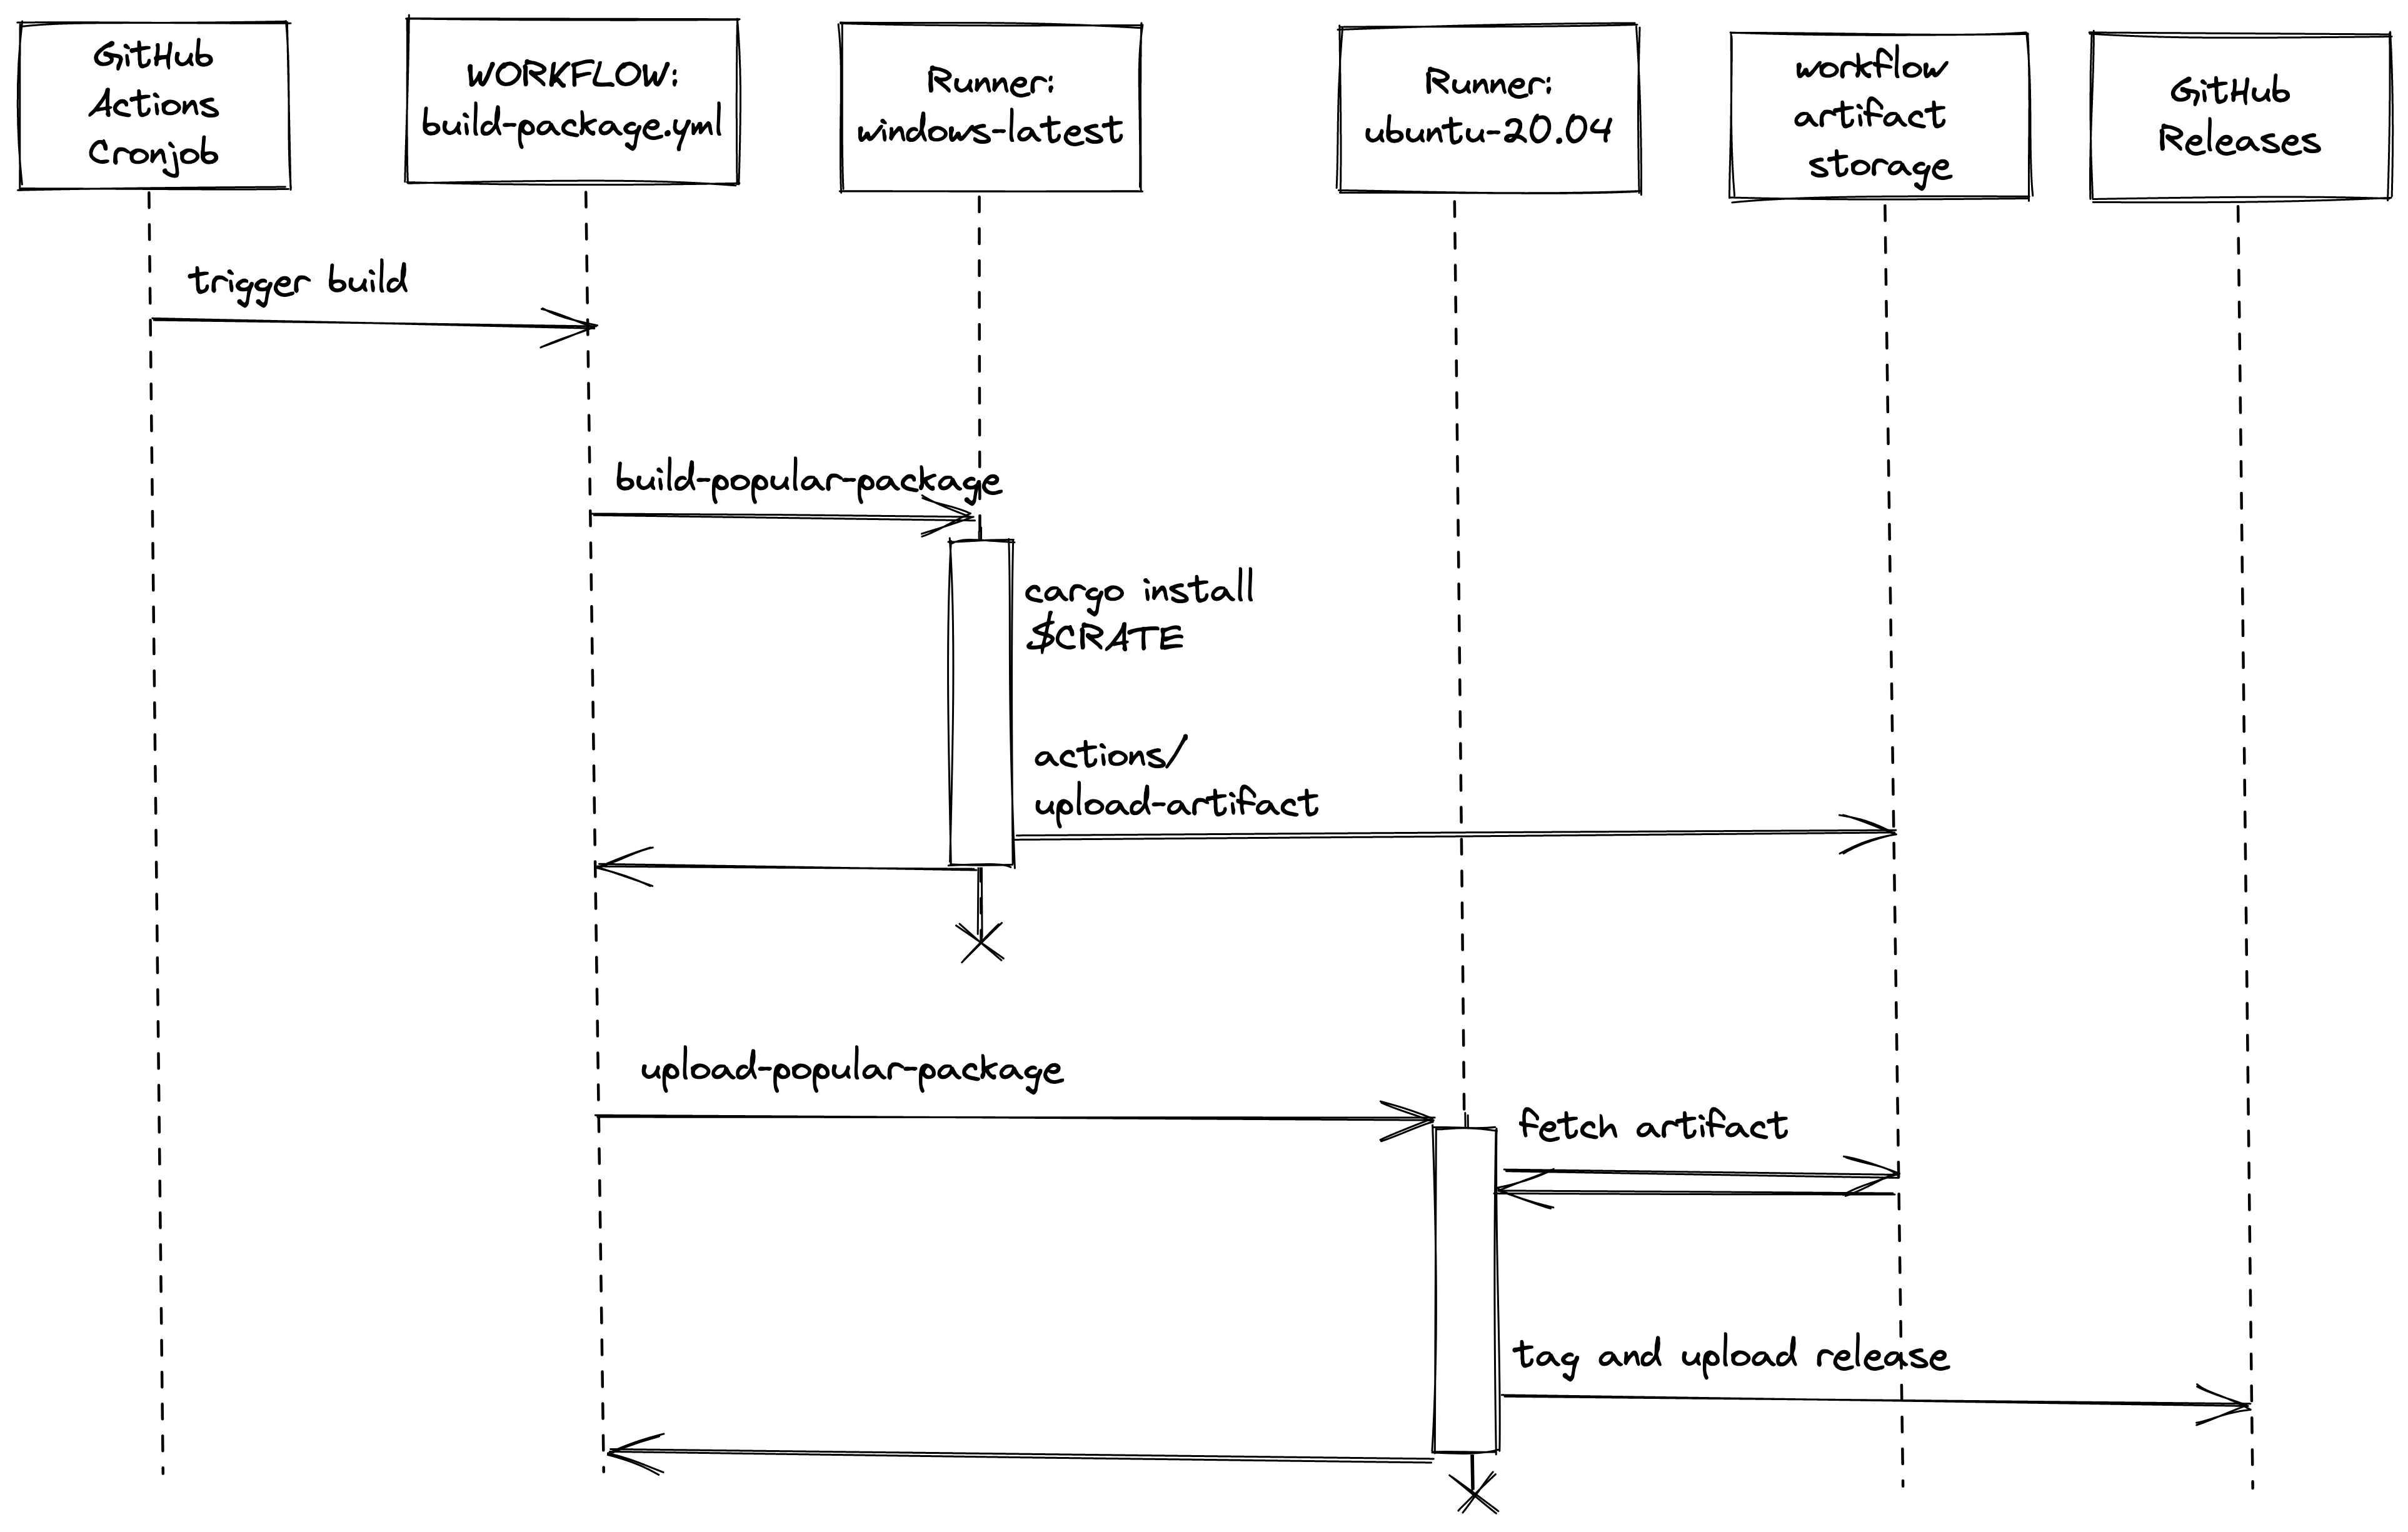 GitHub
Actions
Cronjob
WORKFLOW:
build-package.yml
Runner:
windows-latest
Runner:
ubuntu-20.04
workflow
artifact
storage
GitHub
Releases
trigger build
build-popular-package
cargo install
$CRATE
actions/
upload-artifact
upload-popular-package
fetch artifact
tag and upload release